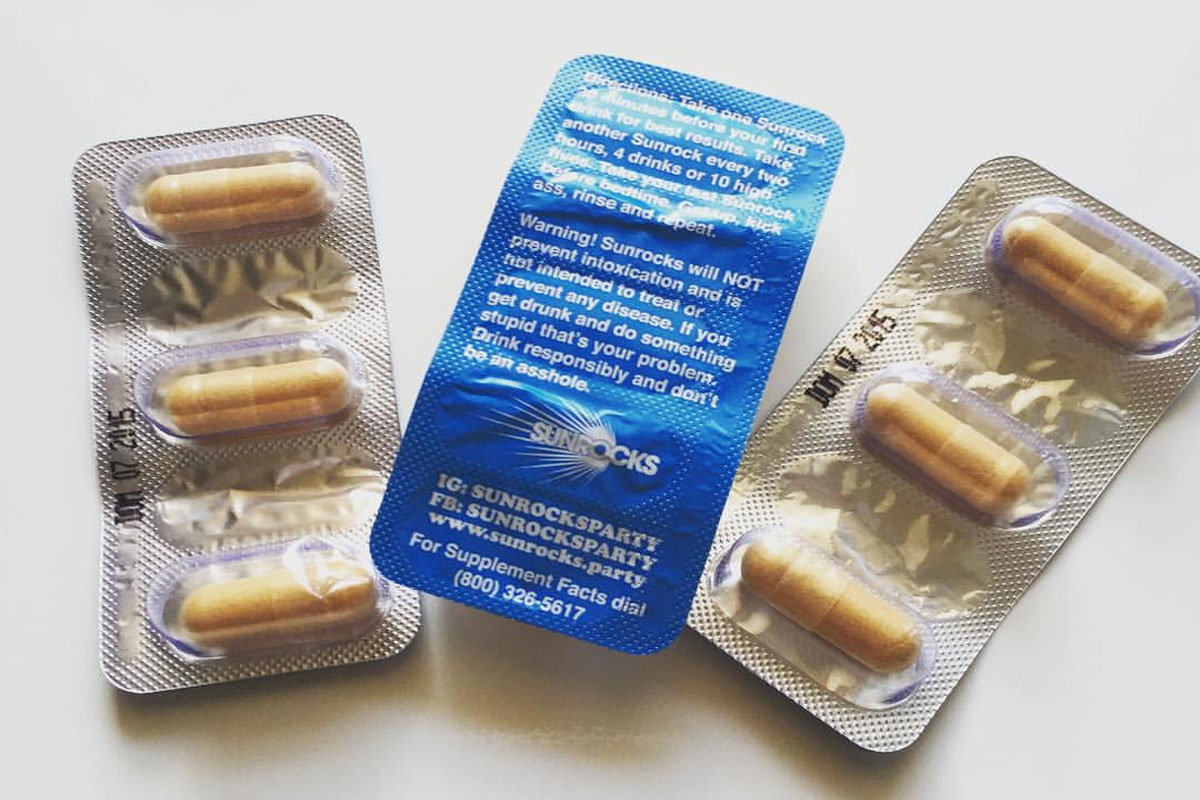 JUN 07 2015
Directions: Take one Sunrock
minutes before your first
drink for best results. Take
another Sunrock every two
hours, 4 drinks or 10 high
fives. Take your last Sunrock
before bedtime. Get up, kick
ass, rinse and repeat.
Warning! Sunrocks will NOT
prevent intoxication and is
not intended to treat or
prevent any disease. If you
get drunk and do something
stupid that's your problem.
Drink responsibly and don't
be an asshole.
SUNROCKS
IG: SUNROCKSPARTY
FB: SUNROCKSPARTY
www.sunrocks.party
For Supplement Facts dial
(800) 326-5617
JUN 07 2015